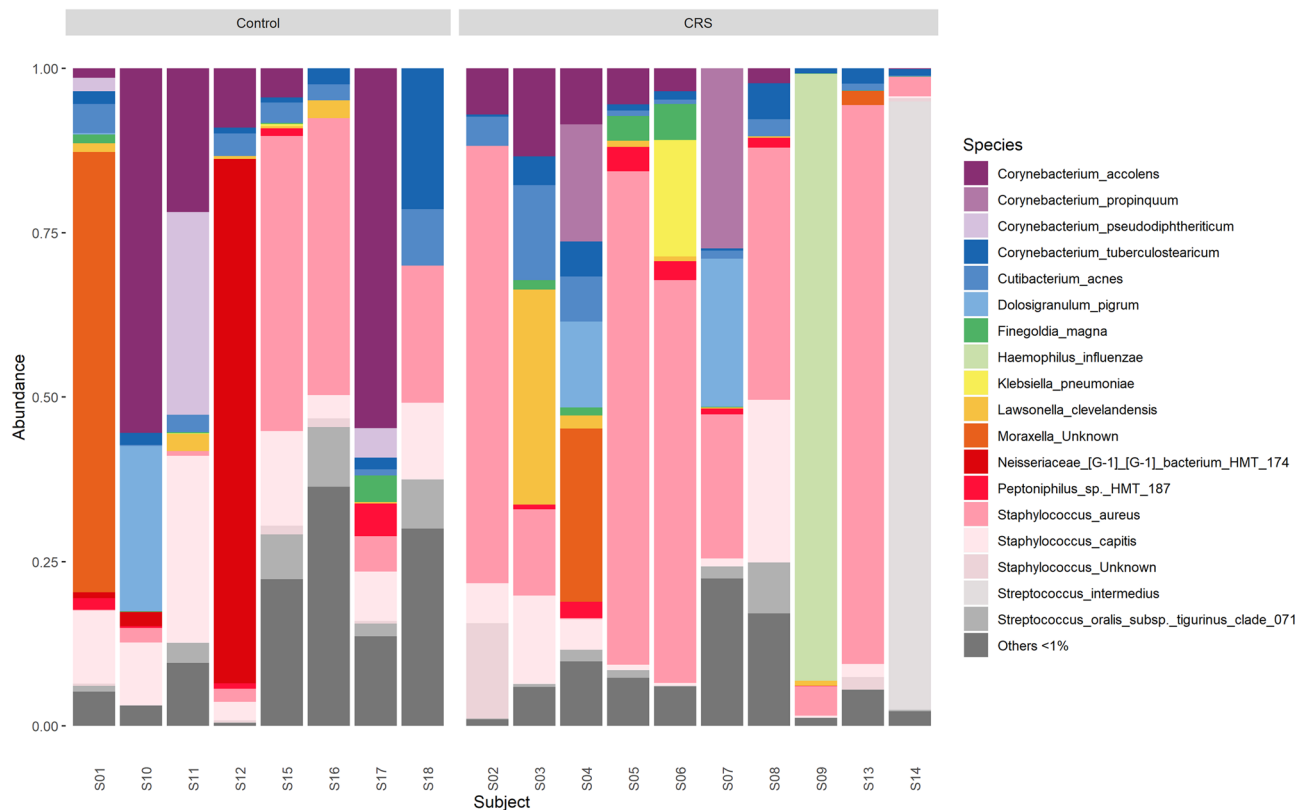 Control
CRS
1.00
0.75
0.50
0.25
0.00
Abundance
S01
S10
S11
S12
S15
S16
S17
S18
S02
S03
S04
S05
S06
S07
S08
S09
S13
S14
Subject
Species
Corynebacterium_accolens
Corynebacterium_propinquum
Corynebacterium_pseudodiphtheriticum
Corynebacterium_tuberculostearicum
Cutibacterium_acnes
Dolosigranulum_pigrum
Finegoldia_magna
Haemophilus_influenzae
Klebsiella_pneumoniae
Lawsonella_clevelandensis
Moraxella_Unknown
Neisseriaceae_[G-1]_[G-1]_bacterium_HMT_174
Peptoniphilus_sp._HMT_187
Staphylococcus_aureus
Staphylococcus_capitis
Staphylococcus_Unknown
Streptococcus_intermedius
Streptococcus_oralis_subsp._tigurinus_clade_071
Others <1%